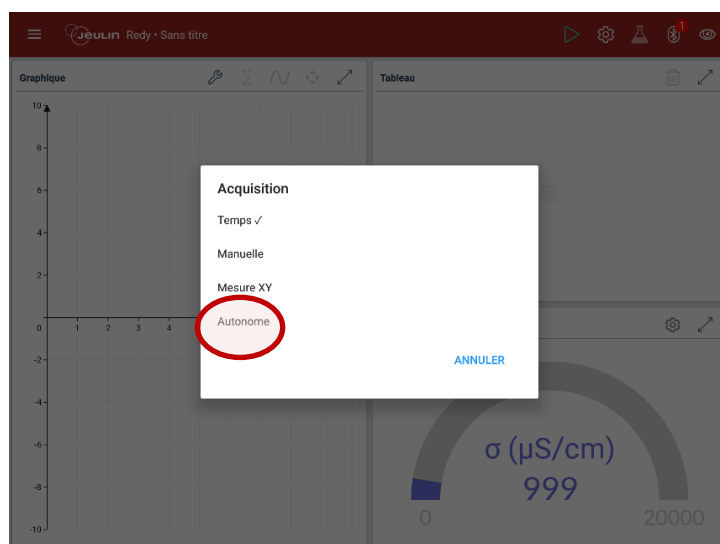 Jeulin Redy • Sans titre
1
Graphique
Tableau
10
8
6
4
2
0
1 2 3 4
-2
-4
-6
-8
-10
Acquisition
Temps ✓
Manuelle
Mesure XY
Autonome
ANNULER
σ (µS/cm)
999
0 20000